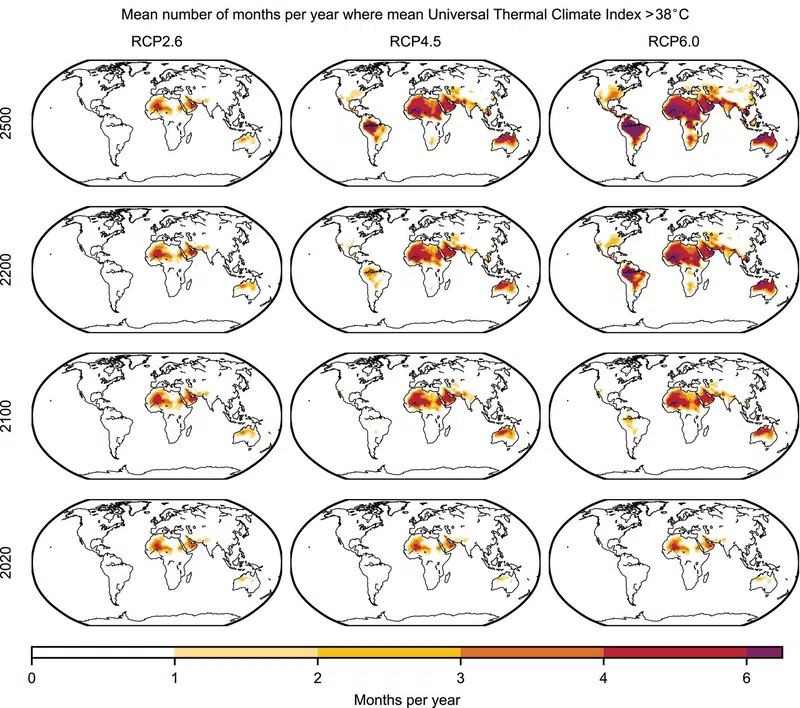 Mean number of months per year where mean Universal Thermal Climate Index >38°C
RCP2.6 RCP4.5 RCP6.0
2500
2200
2100
2020
0 1 2 3 4 6
Months per year